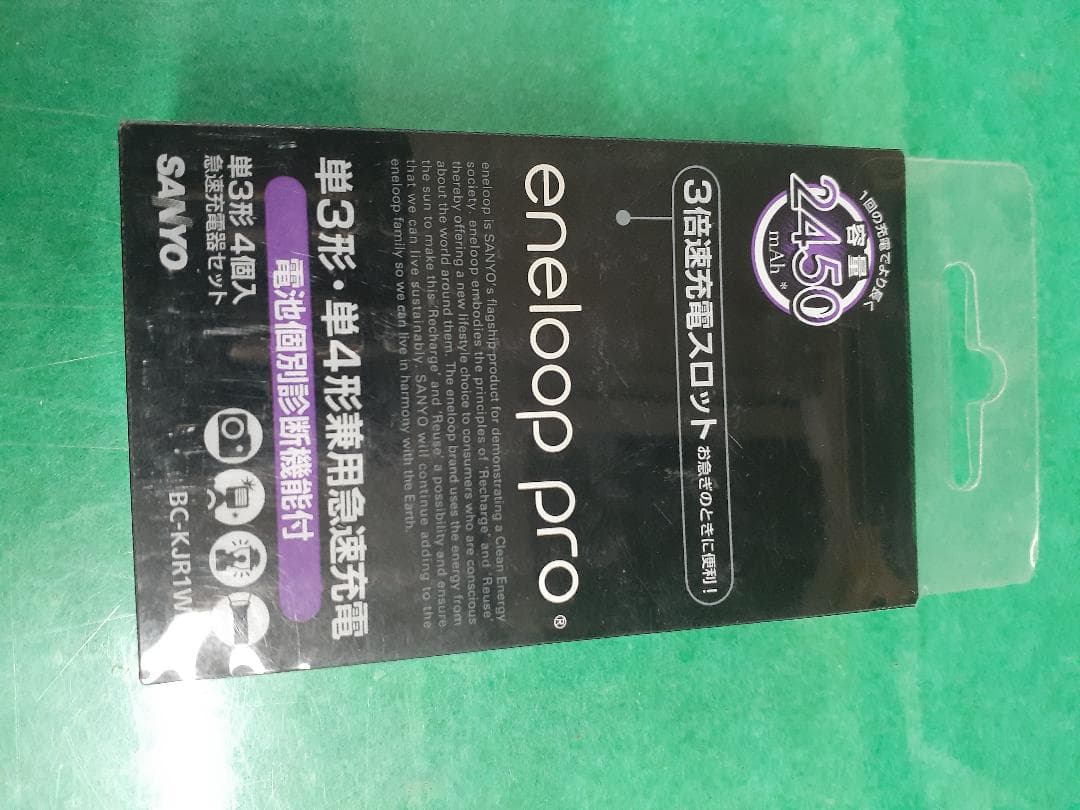 1回の充電でより長く
容量
2450
mAh*
3倍速充電スロット お急ぎのときに便利！
eneloop pro®
eneloop is SANYO's flagship product for demonstrating a Clean Energy
society. eneloop embodies the principles of 'Recharge' and 'Reuse'
thereby offering a new lifestyle choice to consumers who are conscious
about the world around them. The eneloop brand uses the energy from
the sun to make this 'Recharge' and 'Reuse' a possibility and ensure
that we can live sustainably. SANYO will continue adding to the
eneloop family so we can live in harmony with the Earth.
単3形・単4形兼用急速充電
電池個別診断機能付
単3形 4個入
急速充電器セット
SANYO
BC-KJR1W